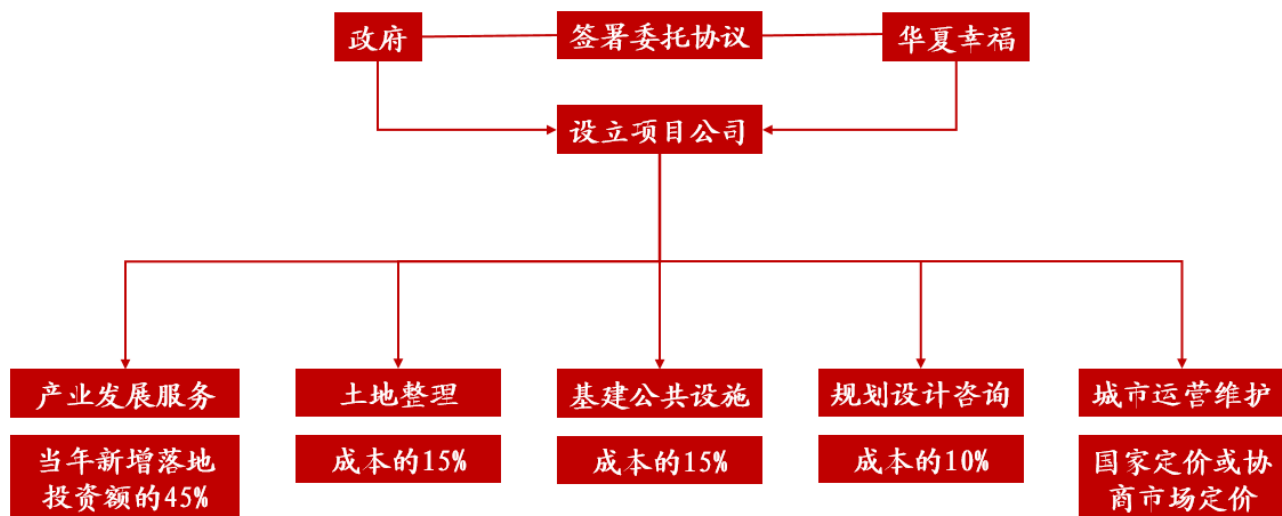 政府
签署委托协议
华夏幸福
设立项目公司
产业发展服务
土地整理
基建公共设施
规划设计咨询
城市运营维护
当年新增落地
投资额的45%
成本的15%
成本的15%
成本的10%
国家定价或协
商市场定价